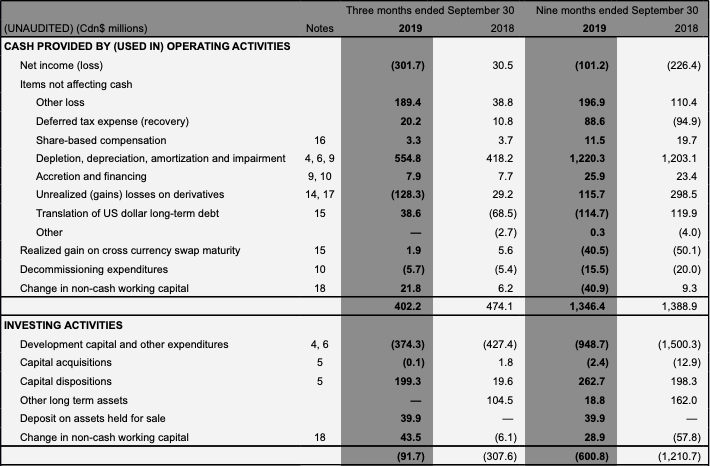 Three months ended September 30 Nine months ended September 30
(UNAUDITED) (Cdn$ millions) Notes 2019 2018 2019 2018
CASH PROVIDED BY (USED IN) OPERATING ACTIVITIES
Net income (loss) (301.7) 30.5 (101.2) (226.4)
Items not affecting cash
Other loss 189.4 38.8 196.9 110.4
Deferred tax expense (recovery) 20.2 10.8 88.6 (94.9)
Share-based compensation 16 3.3 3.7 11.5 19.7
Depletion, depreciation, amortization and impairment 4, 6, 9 554.8 418.2 1,220.3 1,203.1
Accretion and financing 9, 10 7.9 7.7 25.9 23.4
Unrealized (gains) losses on derivatives 14, 17 (128.3) 29.2 115.7 298.5
Translation of US dollar long-term debt 15 38.6 (68.5) (114.7) 119.9
Other — (2.7) 0.3 (4.0)
Realized gain on cross currency swap maturity 15 1.9 5.6 (40.5) (50.1)
Decommissioning expenditures 10 (5.7) (5.4) (15.5) (20.0)
Change in non-cash working capital 18 21.8 6.2 (40.9) 9.3
402.2 474.1 1,346.4 1,388.9
INVESTING ACTIVITIES
Development capital and other expenditures 4, 6 (374.3) (427.4) (948.7) (1,500.3)
Capital acquisitions 5 (0.1) 1.8 (2.4) (12.9)
Capital dispositions 5 199.3 19.6 262.7 198.3
Other long term assets — 104.5 18.8 162.0
Deposit on assets held for sale 39.9 — 39.9 —
Change in non-cash working capital 18 43.5 (6.1) 28.9 (57.8)
(91.7) (307.6) (600.8) (1,210.7)